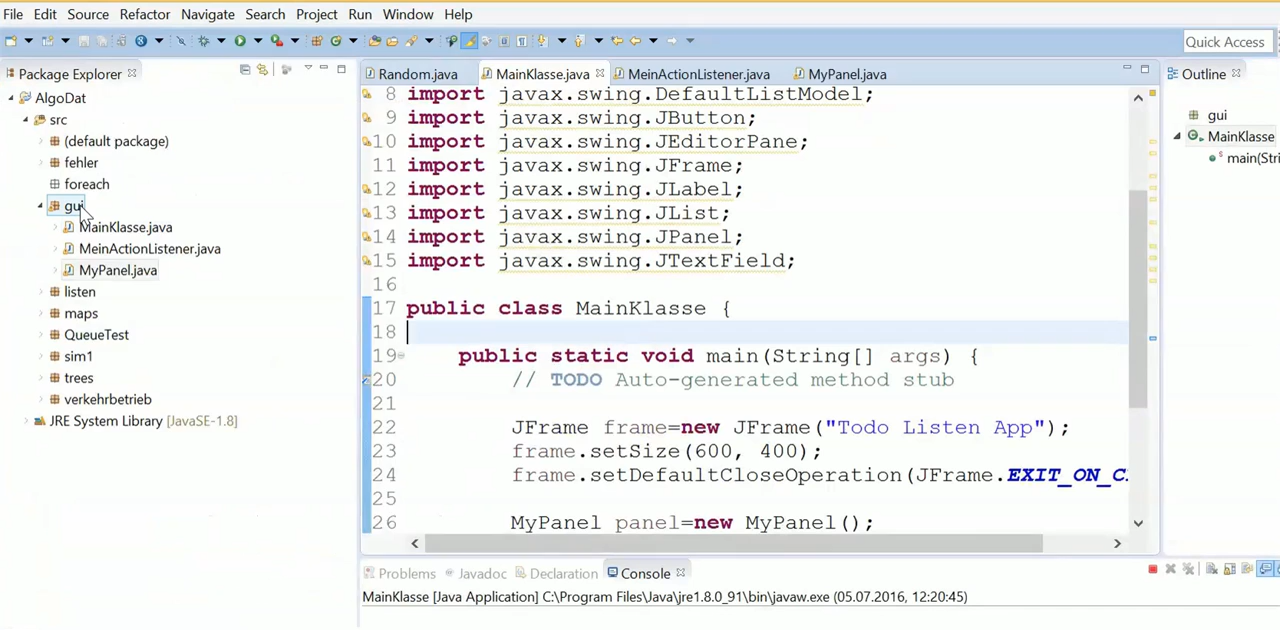 File Edit Source Refactor Navigate Search Project Run Window Help
Quick Access
Package Explorer
AlgoDat
src
(default package)
fehler
foreach
gui
MainKlasse.java
MeinActionListener.java
MyPanel.java
listen
maps
QueueTest
sim1
trees
verkehrbetrieb
JRE System Library [JavaSE-1.8]
Random.java MainKlasse.java MeinActionListener.java MyPanel.java
8 import javax.swing.DefaultListModel;
9 import javax.swing.JButton;
10 import javax.swing.JEditorPane;
11 import javax.swing.JFrame;
12 import javax.swing.JLabel;
13 import javax.swing.JList;
14 import javax.swing.JPanel;
15 import javax.swing.JTextField;
16
17 public class MainKlasse {
18
19 public static void main(String[] args) {
20 // TODO Auto-generated method stub
21
22 JFrame frame=new JFrame("Todo Listen App");
23 frame.setSize(600, 400);
24 frame.setDefaultCloseOperation(JFrame.EXIT_ON_C
25
26 MyPanel panel=new MyPanel();
Outline
gui
MainKlasse
main(Stri
Problems Javadoc Declaration Console
MainKlasse [Java Application] C:\Program Files\Java\jre1.8.0_91\bin\javaw.exe (05.07.2016, 12:20:45)